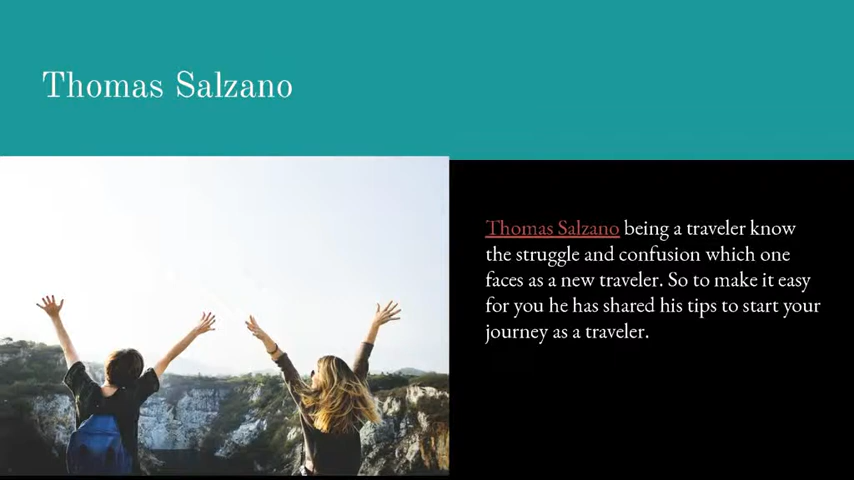 Thomas Salzano
Thomas Salzano being a traveler know
the struggle and confusion which one
faces as a new traveler. So to make it easy
for you he has shared his tips to start your
journey as a traveler.